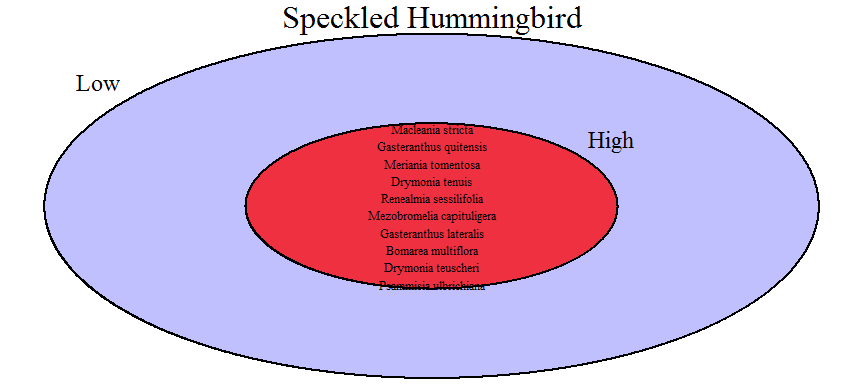 Speckled Hummingbird
Low
High
Macleania stricta
Gasteranthus quitensis
Meriania tomentosa
Drymonia tenuis
Renealmia sessilifolia
Mezobromelia capituligera
Gasteranthus lateralis
Bomarea multiflora
Drymonia teuscheri
Psammisia ulbrichiana